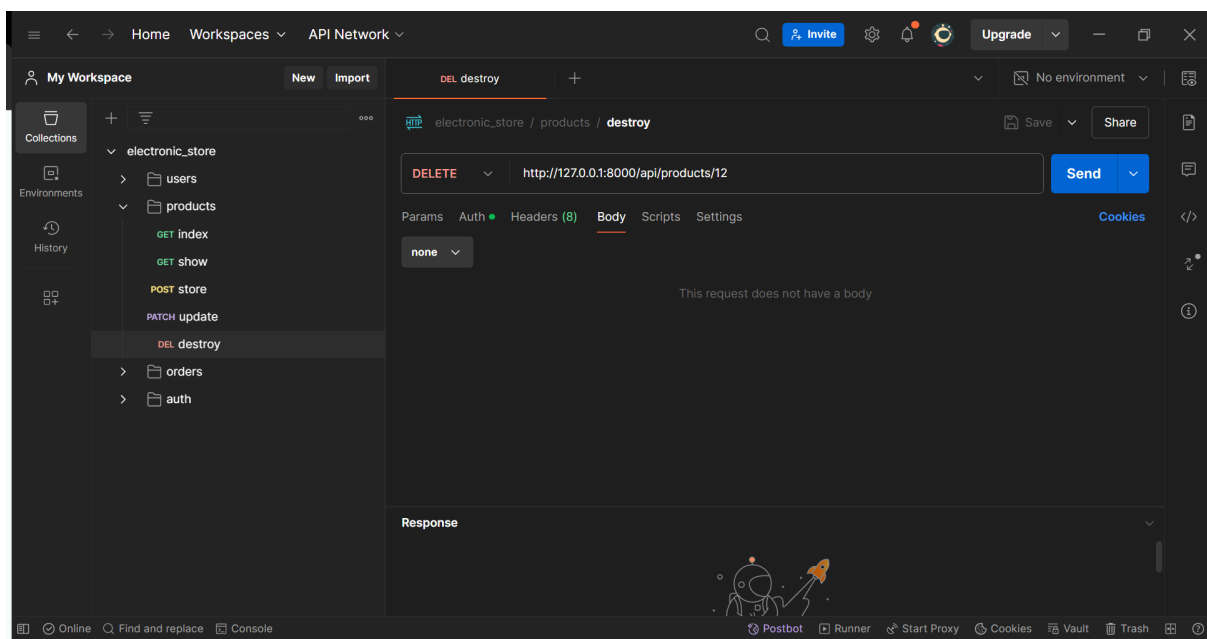 Home Workspaces API Network Invite Upgrade
My Workspace New Import DEL destroy No environment
Collections
Environments
History
electronic_store
users
products
GET index
GET show
POST store
PATCH update
DEL destroy
orders
auth
HTTP electronic_store / products / destroy Save Share
DELETE http://127.0.0.1:8000/api/products/12 Send
Params Auth Headers (8) Body Scripts Settings Cookies
none
This request does not have a body
Response
Online Find and replace Console Postbot Runner Start Proxy Cookies Vault Trash